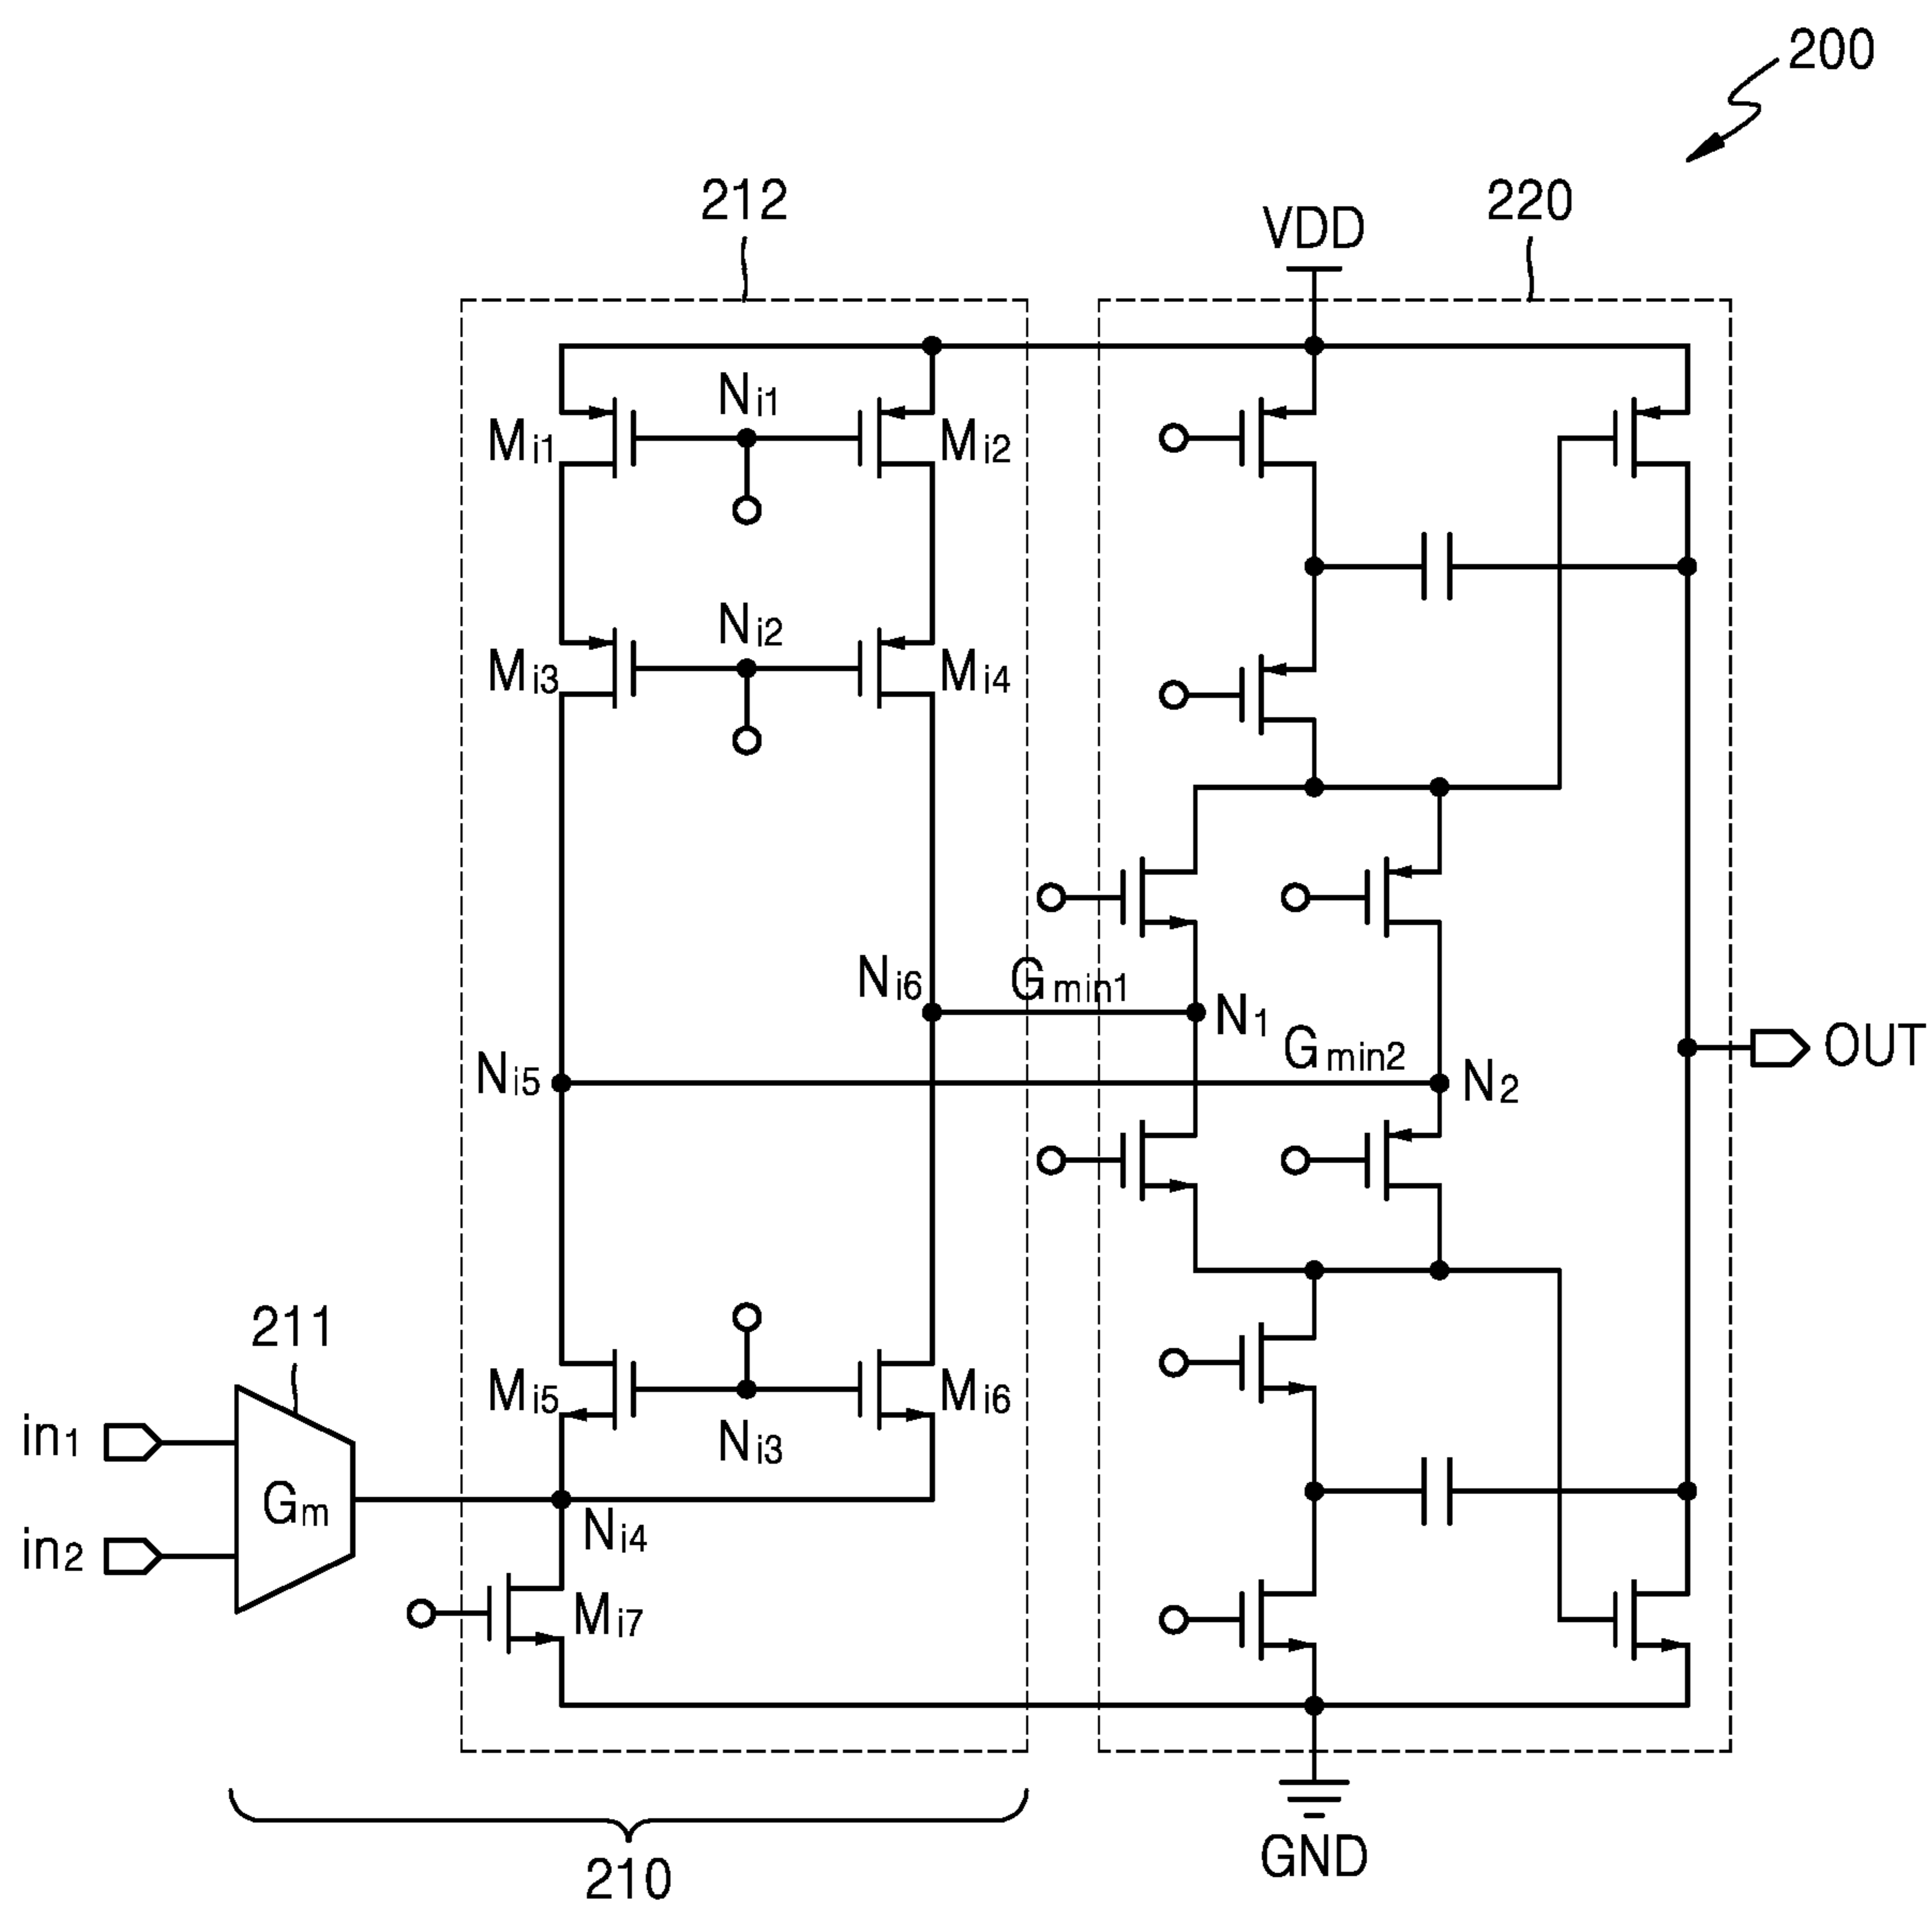 200
212
220
VDD
Ni1
Mi1
Mi2
Ni2
Mi3
Mi4
Ni6
Gmin1
N1
Gmin2
Ni5
N2
OUT
211
Mi5
Mi6
in1
Ni3
Gm
in2
Ni4
Mi7
210
GND